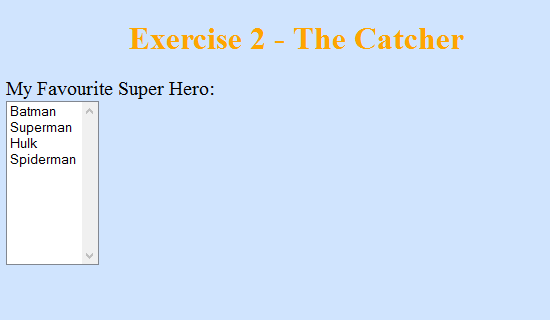 Exercise 2 - The Catcher
My Favourite Super Hero:
Batman
Superman
Hulk
Spiderman